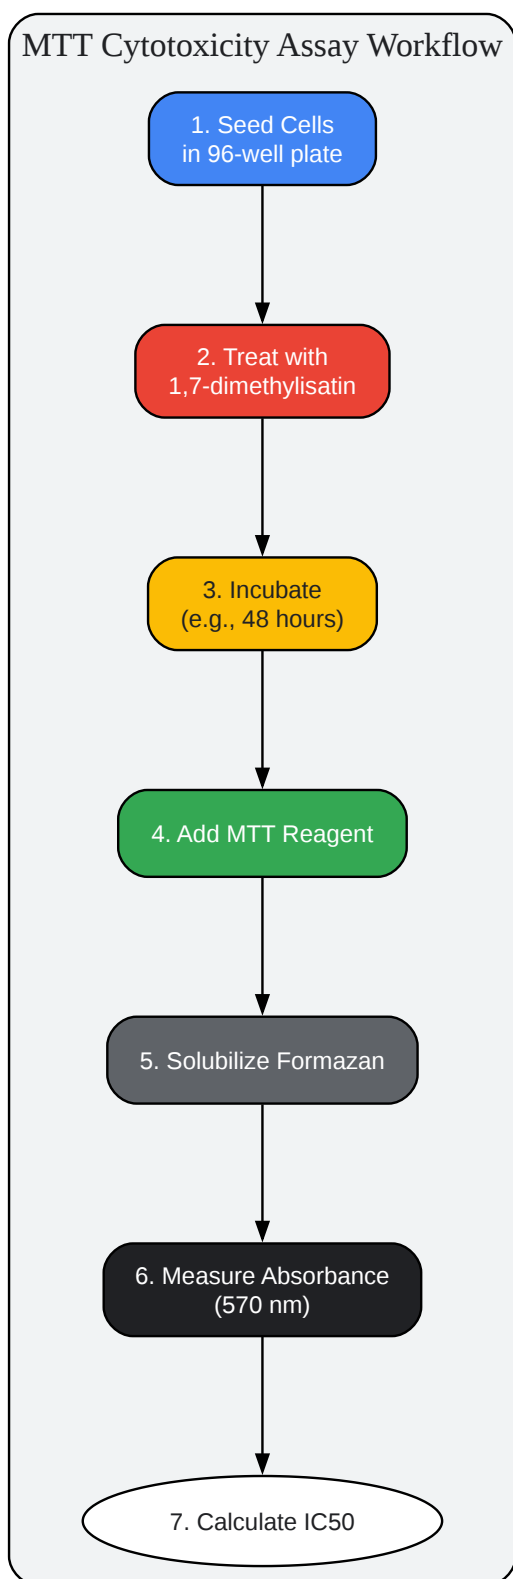 MTT Cytotoxicity Assay Workflow
1. Seed Cells
in 96-well plate
2. Treat with
1,7-dimethylisatin
3. Incubate
(e.g., 48 hours)
4. Add MTT Reagent
5. Solubilize Formazan
6. Measure Absorbance
(570 nm)
7. Calculate IC50